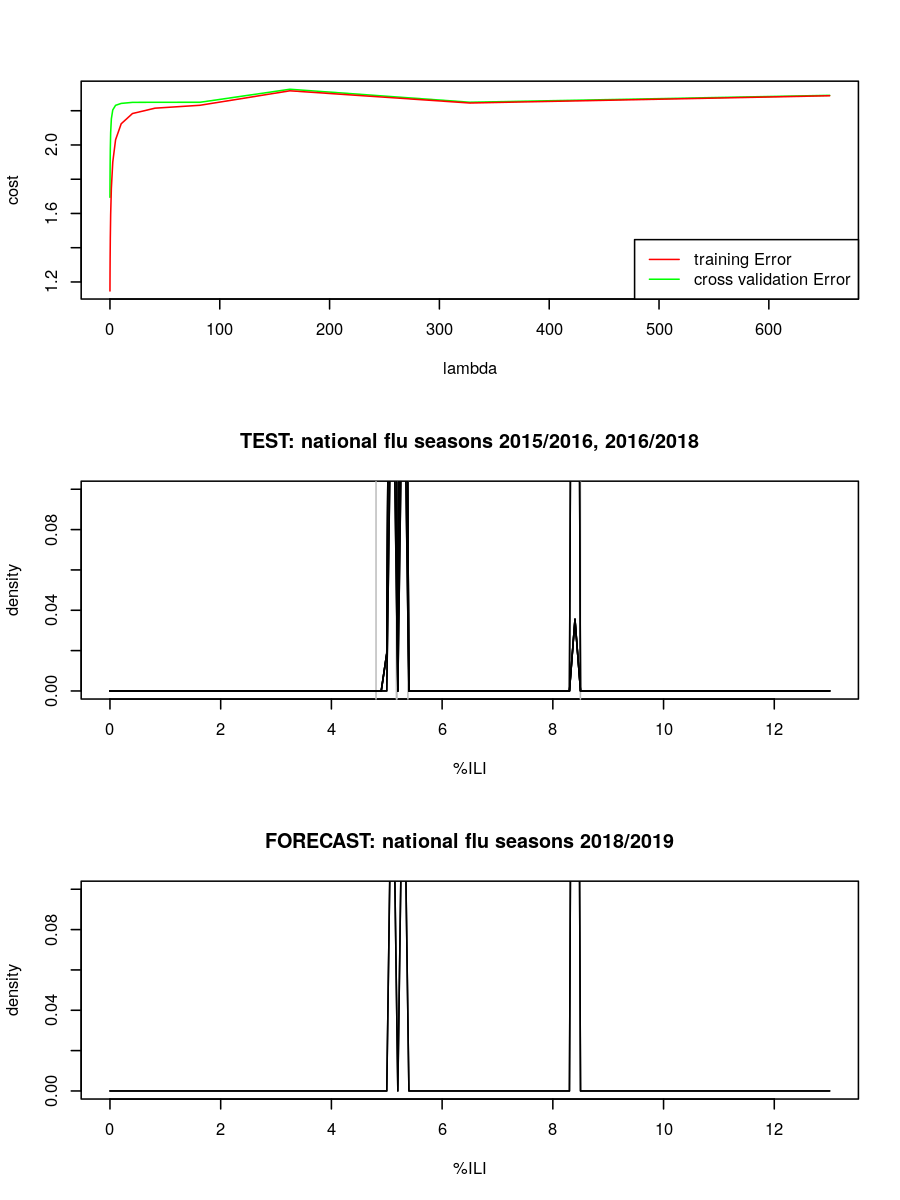 cost
1.2 1.6 2.0
training Error
cross validation Error
0 100 200 300 400 500 600
lambda
TEST: national flu seasons 2015/2016, 2016/2018
density
0.00 0.04 0.08
0 2 4 6 8 10 12
%ILI
FORECAST: national flu seasons 2018/2019
density
0.00 0.04 0.08
0 2 4 6 8 10 12
%ILI